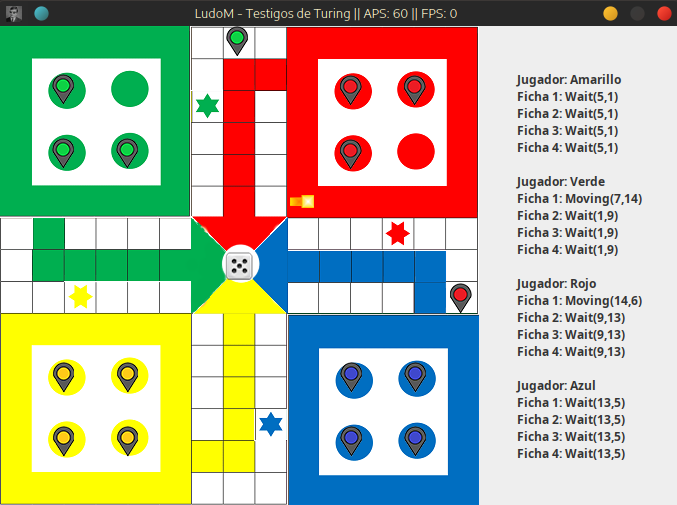 LudoM - Testigos de Turing || APS: 60 || FPS: 0
Jugador: Amarillo
Ficha 1: Wait(5,1)
Ficha 2: Wait(5,1)
Ficha 3: Wait(5,1)
Ficha 4: Wait(5,1)
Jugador: Verde
Ficha 1: Moving(7,14)
Ficha 2: Wait(1,9)
Ficha 3: Wait(1,9)
Ficha 4: Wait(1,9)
Jugador: Rojo
Ficha 1: Moving(14,6)
Ficha 2: Wait(9,13)
Ficha 3: Wait(9,13)
Ficha 4: Wait(9,13)
Jugador: Azul
Ficha 1: Wait(13,5)
Ficha 2: Wait(13,5)
Ficha 3: Wait(13,5)
Ficha 4: Wait(13,5)